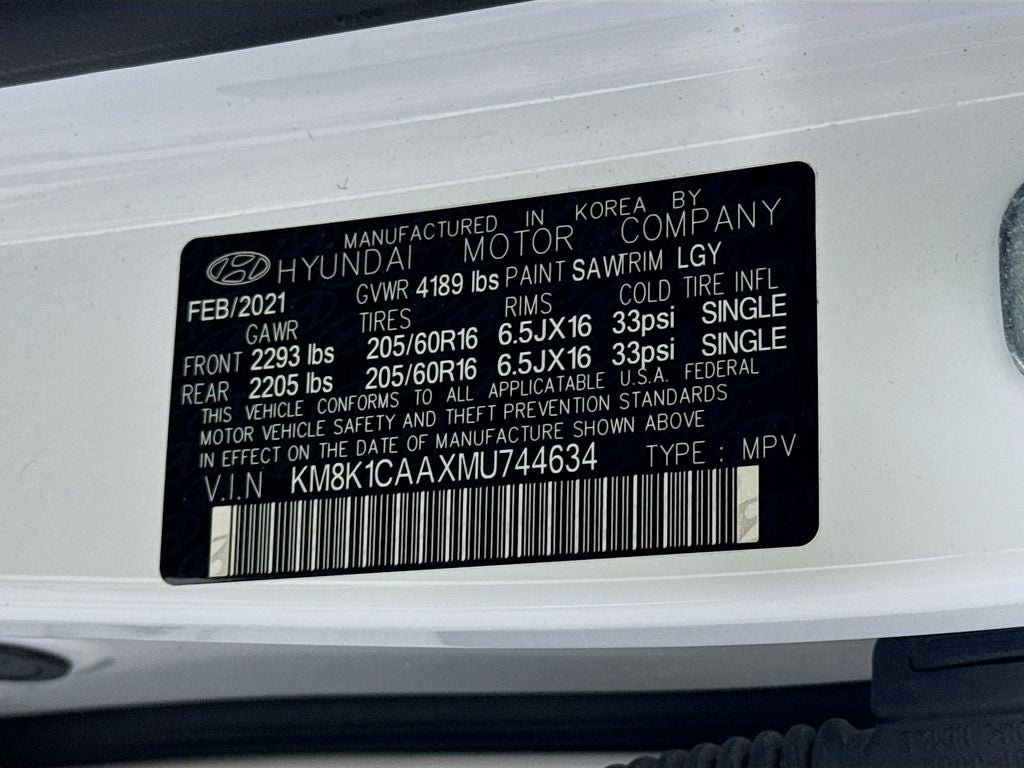 MANUFACTURED IN KOREA BY
HYUNDAI MOTOR COMPANY
FEB/2021 GVWR 4189 lbs PAINT SAW TRIM LGY
GAWR TIRES RIMS COLD TIRE INFL
FRONT 2293 lbs 205/60R16 6.5JX16 33psi SINGLE
REAR 2205 lbs 205/60R16 6.5JX16 33psi SINGLE
THIS VEHICLE CONFORMS TO ALL APPLICATABLE U.S.A. FEDERAL
MOTOR VEHICLE SAFETY AND THEFT PREVENTION STANDARDS
IN EFFECT ON THE DATE OF MANUFACTURE SHOWN ABOVE
V.I.N KM8K1CAAXMU744634 TYPE : MPV